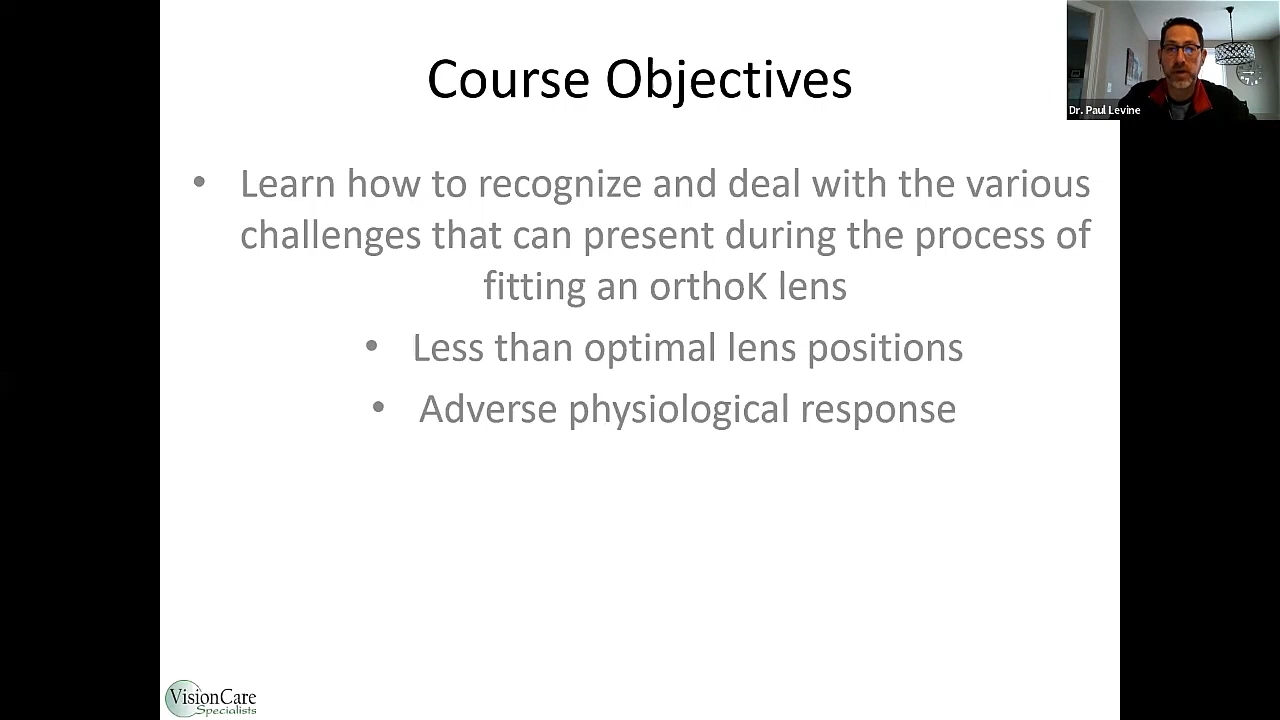 Course Objectives
Dr. Paul Levine
• Learn how to recognize and deal with the various
challenges that can present during the process of
fitting an orthoK lens
• Less than optimal lens positions
• Adverse physiological response
VisionCare
Specialists